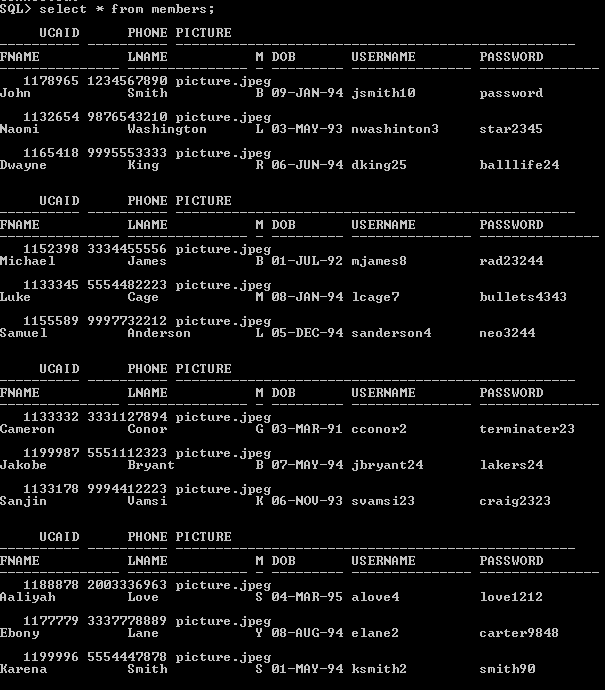 SQL> select * from members;
UCAID PHONE PICTURE
FNAME LNAME M DOB USERNAME PASSWORD
1178965 1234567890 picture.jpeg
John Smith B 09-JAN-94 jsmith10 password
1132654 9876543210 picture.jpeg
Naomi Washington L 03-MAY-93 nwashinton3 star2345
1165418 9995553333 picture.jpeg
Dwayne King R 06-JUN-94 dking25 balllife24
UCAID PHONE PICTURE
FNAME LNAME M DOB USERNAME PASSWORD
1152398 3334455556 picture.jpeg
Michael James B 01-JUL-92 mjames8 rad23244
1133345 5554482223 picture.jpeg
Luke Cage M 08-JAN-94 lcage7 bullets4343
1155589 9997732212 picture.jpeg
Samuel Anderson L 05-DEC-94 sanderson4 neo3244
UCAID PHONE PICTURE
FNAME LNAME M DOB USERNAME PASSWORD
1133332 3331127894 picture.jpeg
Cameron Conor G 03-MAR-91 cconor2 terminater23
1199987 5551112323 picture.jpeg
Jakobe Bryant B 07-MAY-94 jbryant24 lakers24
1133178 9994412223 picture.jpeg
Sanjin Vamsi K 06-NOV-93 svamsi23 craig2323
UCAID PHONE PICTURE
FNAME LNAME M DOB USERNAME PASSWORD
1188878 2003336963 picture.jpeg
Aaliyah Love S 04-MAR-95 alove4 love1212
1177779 3337778889 picture.jpeg
Ebony Lane Y 08-AUG-94 elane2 carter9848
1199996 5554447878 picture.jpeg
Karena Smith S 01-MAY-94 ksmith2 smith90